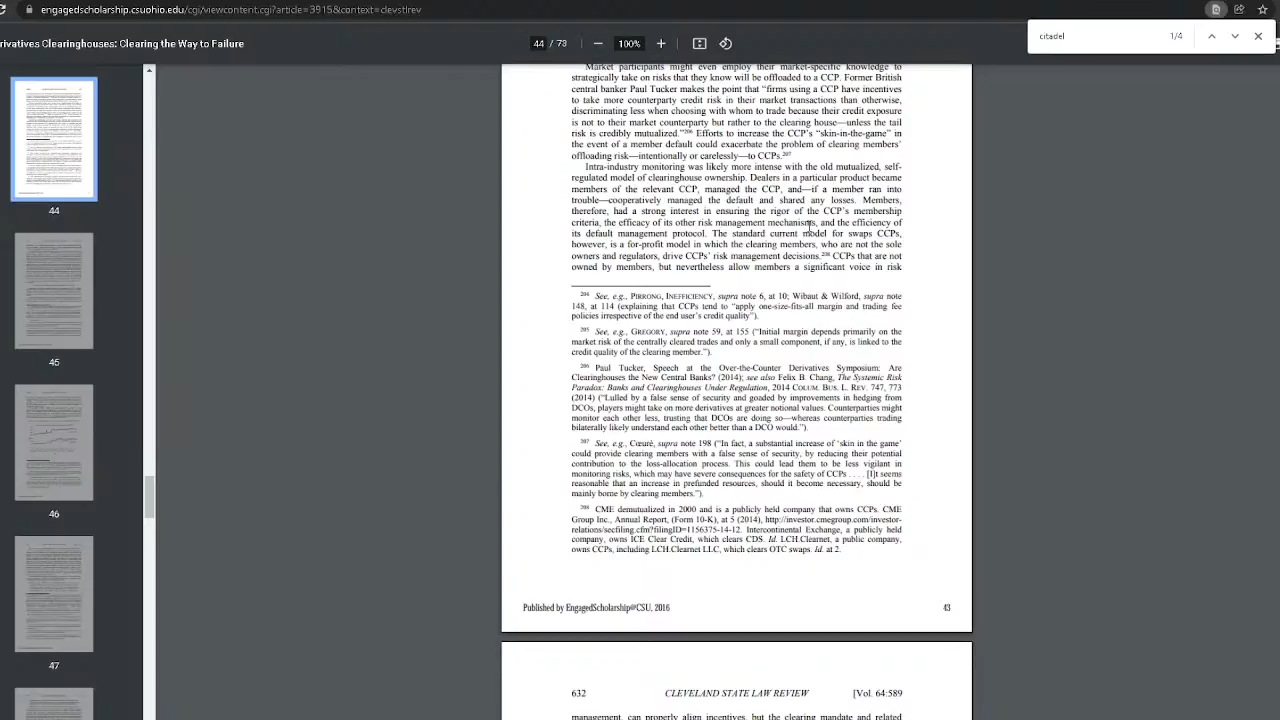 engagedscholarship.csuohio.edu/cgi/viewcontent.cgi?article=3915&context=clevstlrev
rivatives Clearinghouses: Clearing the Way to Failure
44 / 73
100%
citadel
1/4
44
45
46
47
Market participants might even employ their market-specific knowledge to
strategically take on risks that they know will be offloaded to a CCP. Former British
central banker Paul Tucker makes the point that “firms using a CCP have incentives
to take more counterparty credit risk in their market transactions than otherwise,
discriminating less when choosing with whom to trade because their credit exposure
is not to their market counterparty but rather to the clearing house—unless the tail
risk is credibly mutualized.”206 Efforts to increase the CCP’s “skin-in-the-game” in
the event of a member default could exacerbate the problem of clearing members’
offloading risk—intentionally or carelessly—to CCPs.207
Intra-industry monitoring was likely more intense with the old mutualized, self-
regulated model of clearinghouse ownership. Dealers in a particular product became
members of the relevant CCP, managed the CCP, and—if a member ran into
trouble—cooperatively managed the default and shared any losses. Members,
therefore, had a strong interest in ensuring the rigor of the CCP’s membership
criteria, the efficacy of its other risk management mechanisms, and the efficiency of
its default management protocol. The standard current model for swaps CCPs,
however, is a for-profit model in which the clearing members, who are not the sole
owners and regulators, drive CCPs’ risk management decisions.208 CCPs that are not
owned by members, but nevertheless allow members a significant voice in risk
204 See, e.g., PIRRONG, INEFFICIENCY, supra note 6, at 10; Wibaut & Wilford, supra note
148, at 114 (explaining that CCPs tend to “apply one-size-fits-all margin and trading fee
policies irrespective of the end user’s credit quality”).
205 See, e.g., GREGORY, supra note 59, at 155 (“Initial margin depends primarily on the
market risk of the centrally cleared trades and only a small component, if any, is linked to the
credit quality of the clearing member.”).
206 Paul Tucker, Speech at the Over-the-Counter Derivatives Symposium: Are
Clearinghouses the New Central Banks? (2014); see also Felix B. Chang, The Systemic Risk
Paradox: Banks and Clearinghouses Under Regulation, 2014 COLUM. BUS. L. REV. 747, 773
(2014) (“Lulled by a false sense of security and goaded by improvements in hedging from
DCOs, players might take on more derivatives at greater notional values. Counterparties might
monitor each other less, trusting that DCOs are doing so—whereas counterparties trading
bilaterally likely understand each other better than a DCO would.”).
207 See, e.g., Cœuré, supra note 198 (“In fact, a substantial increase of ‘skin in the game’
could provide clearing members with a false sense of security, by reducing their potential
contribution to the loss-allocation process. This could lead them to be less vigilant in
monitoring risks, which may have severe consequences for the safety of CCPs . . . . [I]t seems
reasonable that an increase in prefunded resources, should it become necessary, should be
mainly borne by clearing members.”).
208 CME demutualized in 2000 and is a publicly held company that owns CCPs. CME
Group Inc., Annual Report, (Form 10-K), at 5 (2014), http://investor.cmegroup.com/investor-
relations/secfiling.cfm?filingID=1156375-14-12. Intercontinental Exchange, a publicly held
company, owns ICE Clear Credit, which clears CDS. Id. LCH.Clearnet, a public company,
owns CCPs, including LCH.Clearnet LLC, which clears OTC swaps. Id. at 2.
Published by EngagedScholarship@CSU, 2016
43
632 CLEVELAND STATE LAW REVIEW [Vol. 64:589
management, can properly align incentives, but the clearing mandate and related